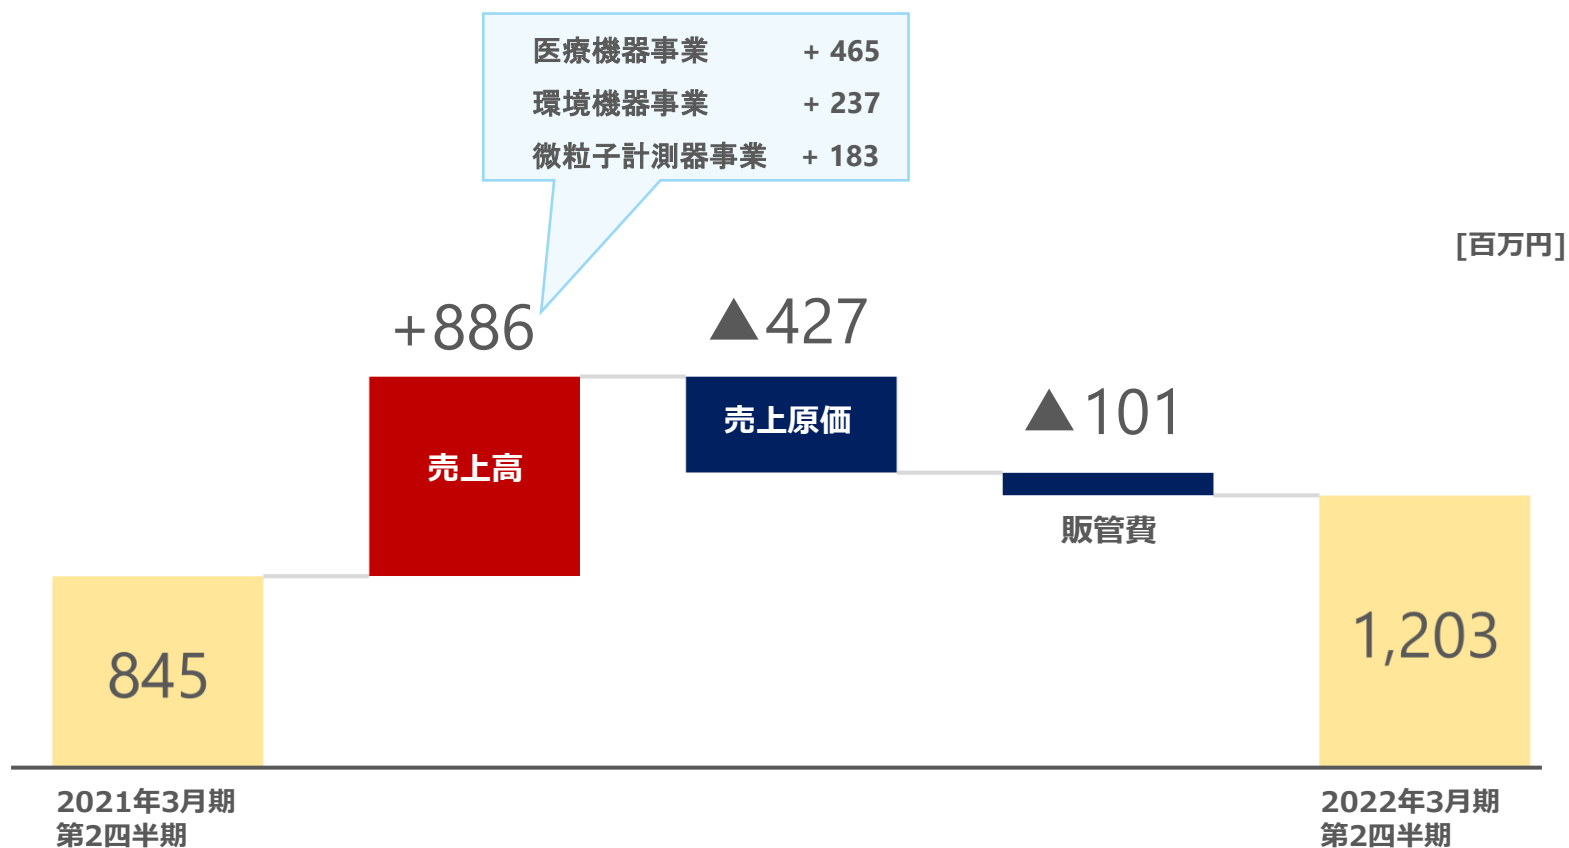 医療機器事業 + 465
環境機器事業 + 237
微粒子計測器事業 + 183
[百万円]
+886
▲427
▲101
売上高
売上原価
販管費
845
1,203
2021年3月期
第2四半期
2022年3月期
第2四半期